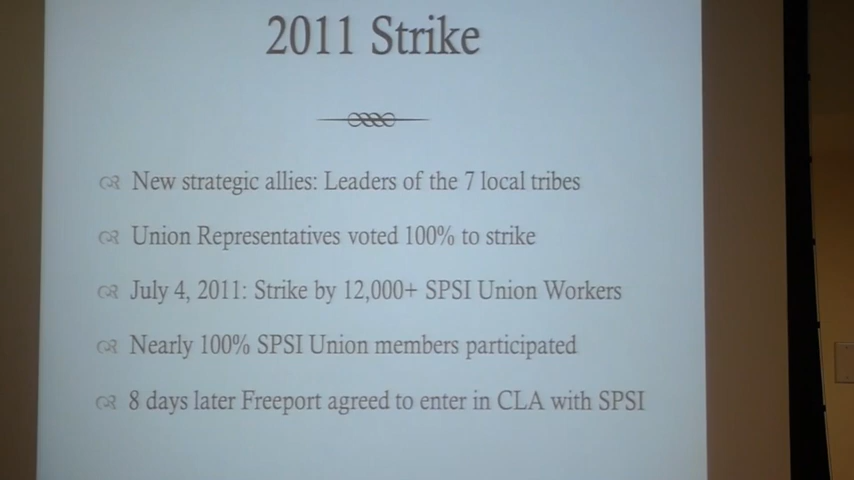 2011 Strike
New strategic allies: Leaders of the 7 local tribes
Union Representatives voted 100% to strike
July 4, 2011: Strike by 12,000+ SPSI Union Workers
Nearly 100% SPSI Union members participated
8 days later Freeport agreed to enter in CLA with SPSI